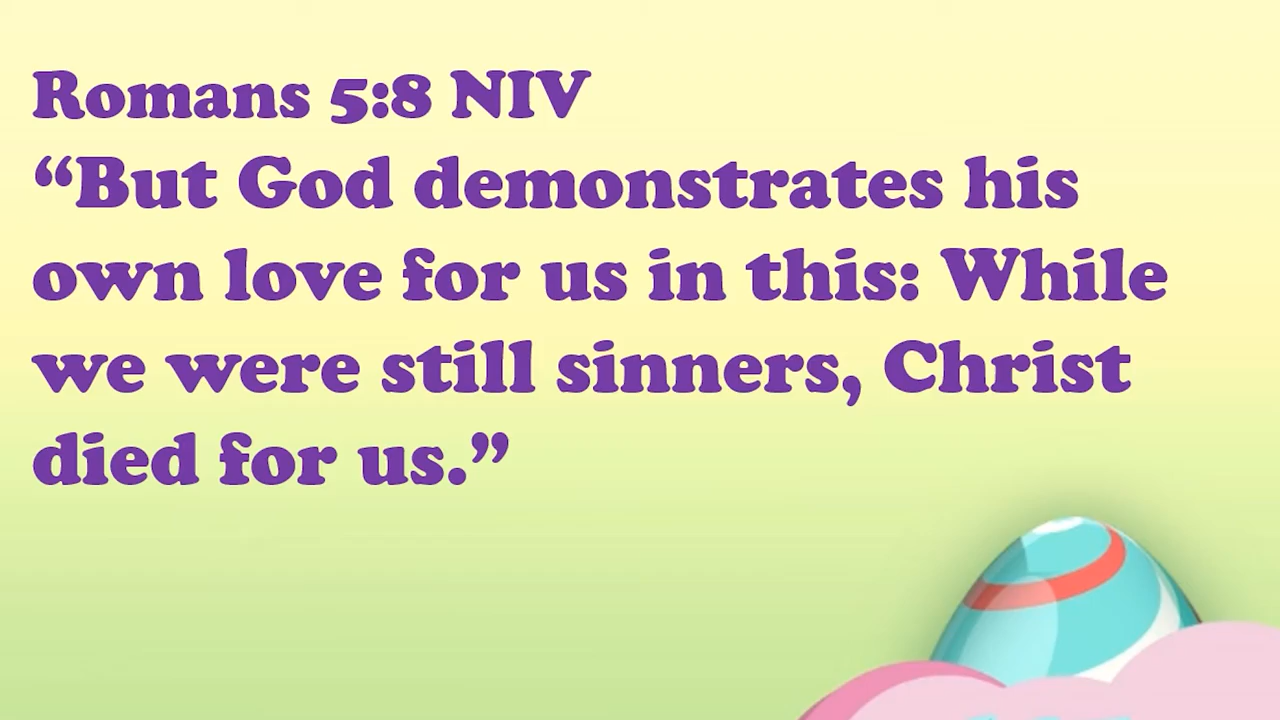 Romans 5:8 NIV
“But God demonstrates his
own love for us in this: While
we were still sinners, Christ
died for us.”